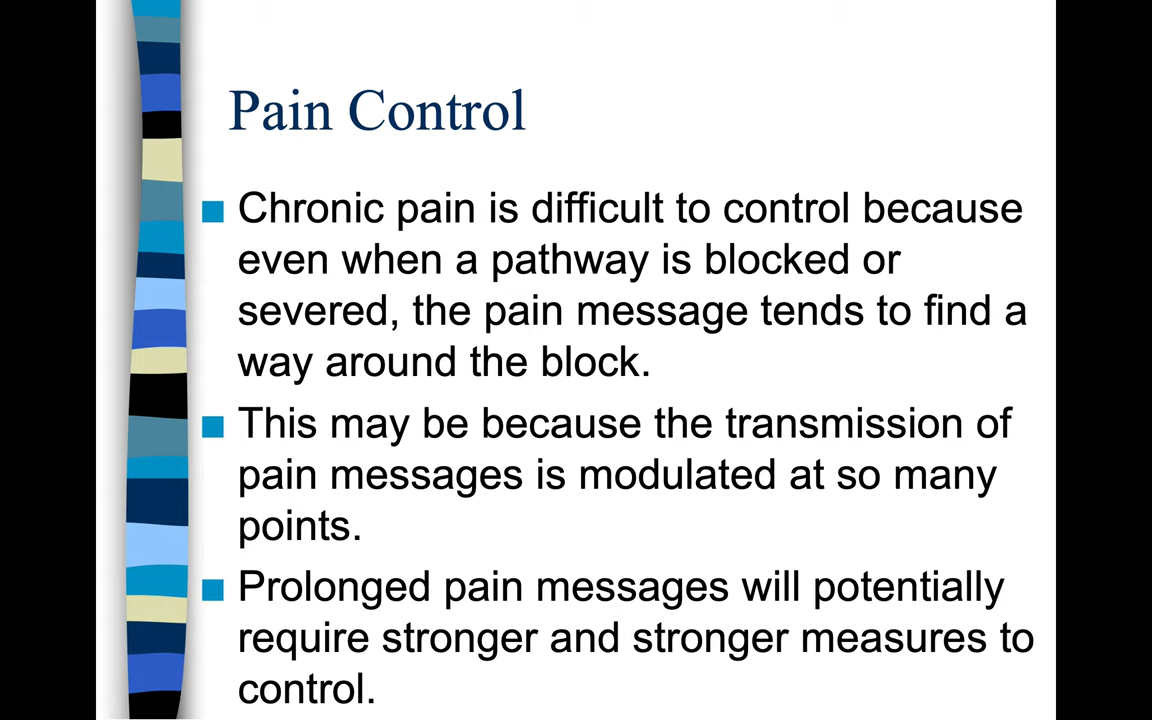 Pain Control
Chronic pain is difficult to control because
even when a pathway is blocked or
severed, the pain message tends to find a
way around the block.
This may be because the transmission of
pain messages is modulated at so many
points.
Prolonged pain messages will potentially
require stronger and stronger measures to
control.